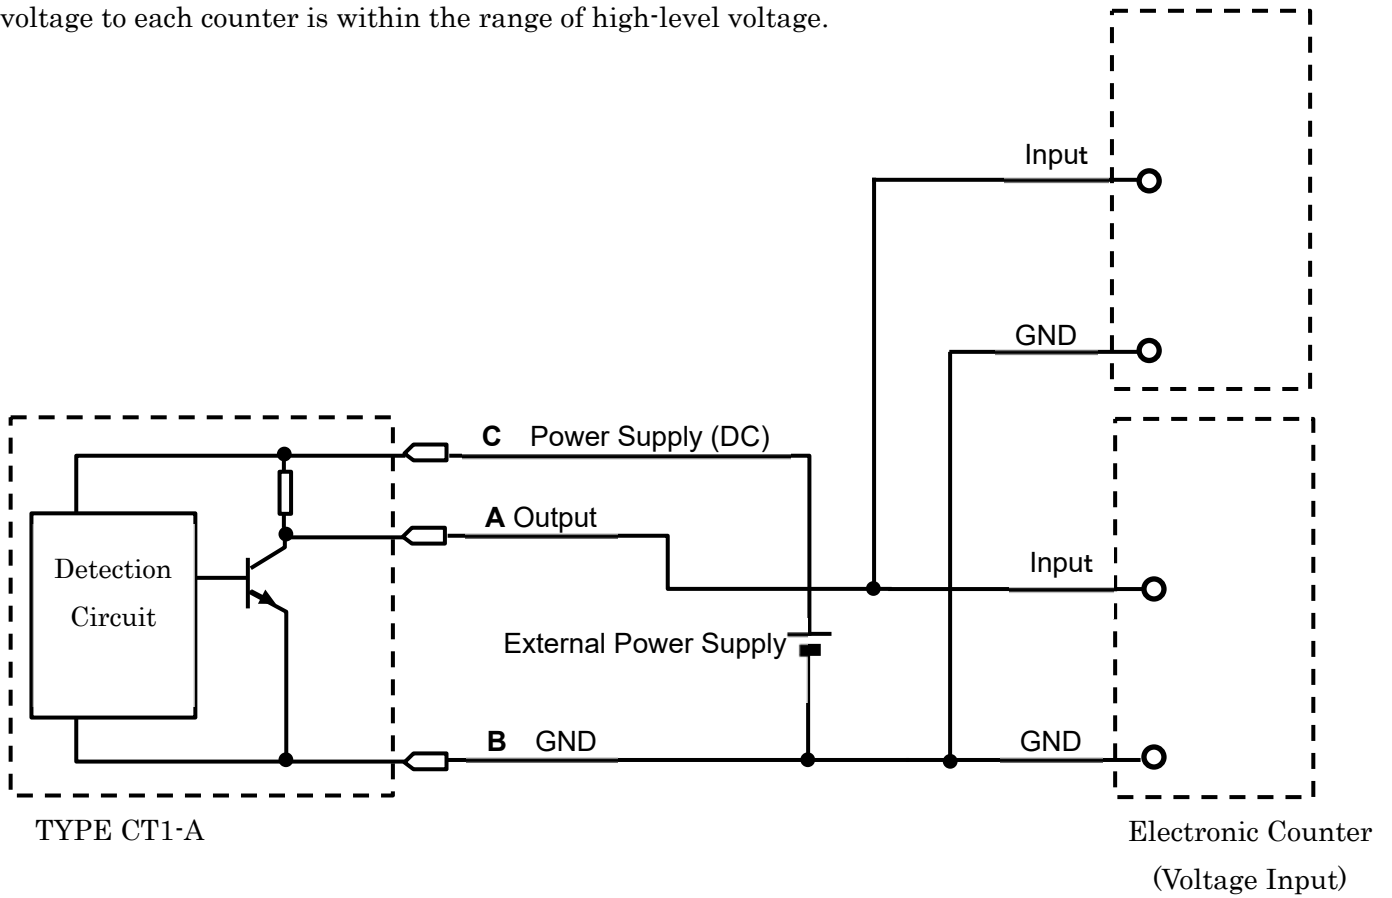 voltage to each counter is within the range of high-level voltage.
Input
GND
C Power Supply (DC)
A Output
Detection
Circuit
Input
External Power Supply
B GND
GND
TYPE CT1-A
Electronic Counter
(Voltage Input)